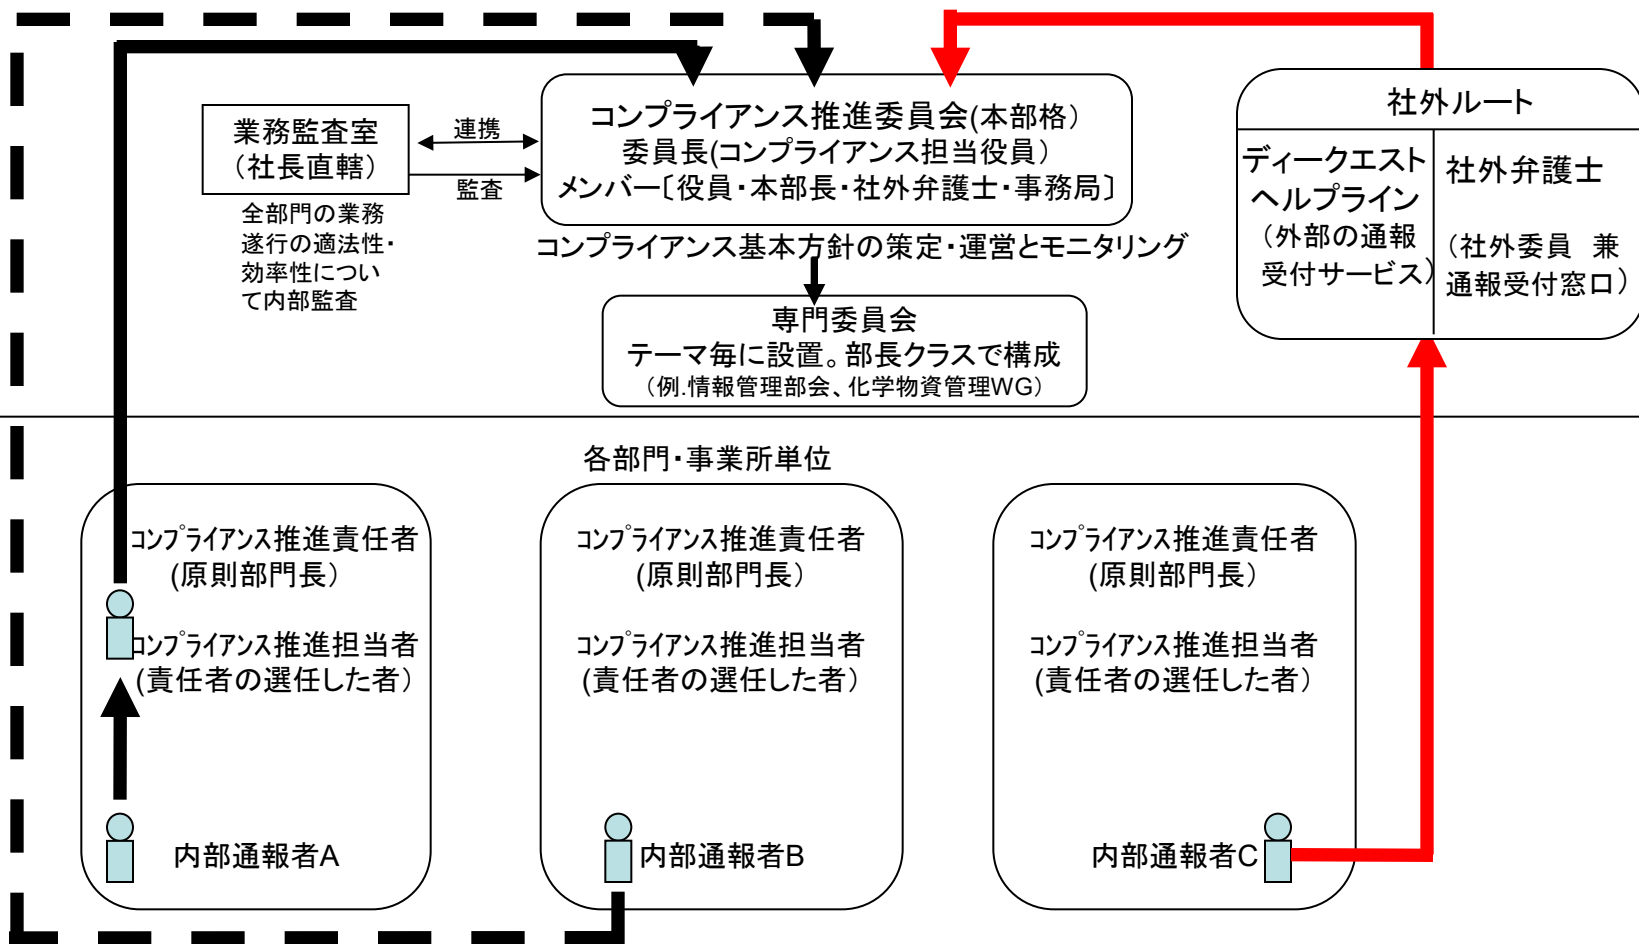 業務監査室
（社長直轄）
連携
監査
全部門の業務
遂行の適法性・
効率性につい
て内部監査
コンプライアンス推進委員会(本部格）
委員長(コンプライアンス担当役員）
メンバー〔役員・本部長・社外弁護士・事務局〕
コンプライアンス基本方針の策定・運営とモニタリング
専門委員会
テーマ毎に設置。部長クラスで構成
（例.情報管理部会、化学物資管理WG）
社外ルート
ディークエスト
ヘルプライン
（外部の通報
受付サービス）
社外弁護士
（社外委員　兼
通報受付窓口）
各部門・事業所単位
ｺﾝﾌﾟﾗｲｱﾝｽ推進責任者
(原則部門長）
ｺﾝﾌﾟﾗｲｱﾝｽ推進担当者
(責任者の選任した者）
内部通報者A
ｺﾝﾌﾟﾗｲｱﾝｽ推進責任者
(原則部門長）
ｺﾝﾌﾟﾗｲｱﾝｽ推進担当者
(責任者の選任した者）
内部通報者B
ｺﾝﾌﾟﾗｲｱﾝｽ推進責任者
(原則部門長）
ｺﾝﾌﾟﾗｲｱﾝｽ推進担当者
(責任者の選任した者）
内部通報者C